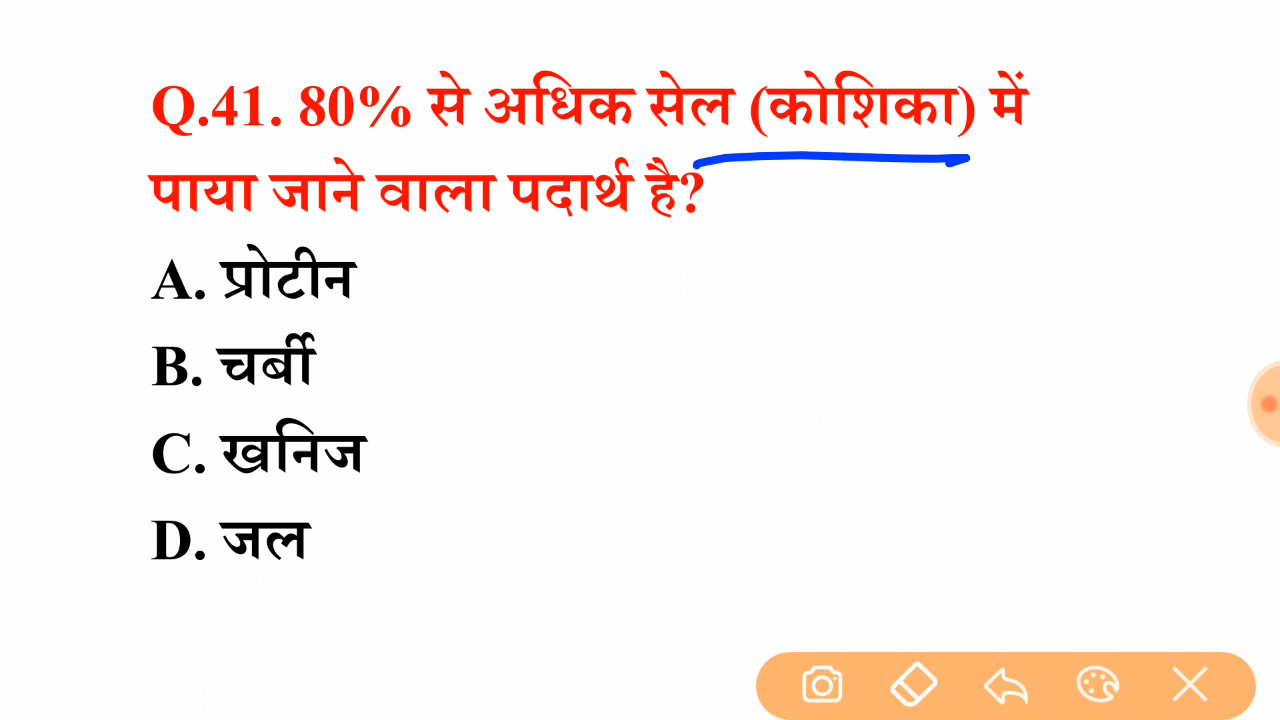 Q.41. 80% से अधिक सेल (कोशिका) में
पाया जाने वाला पदार्थ है?
A. प्रोटीन
B. चर्बी
C. खनिज
D. जल